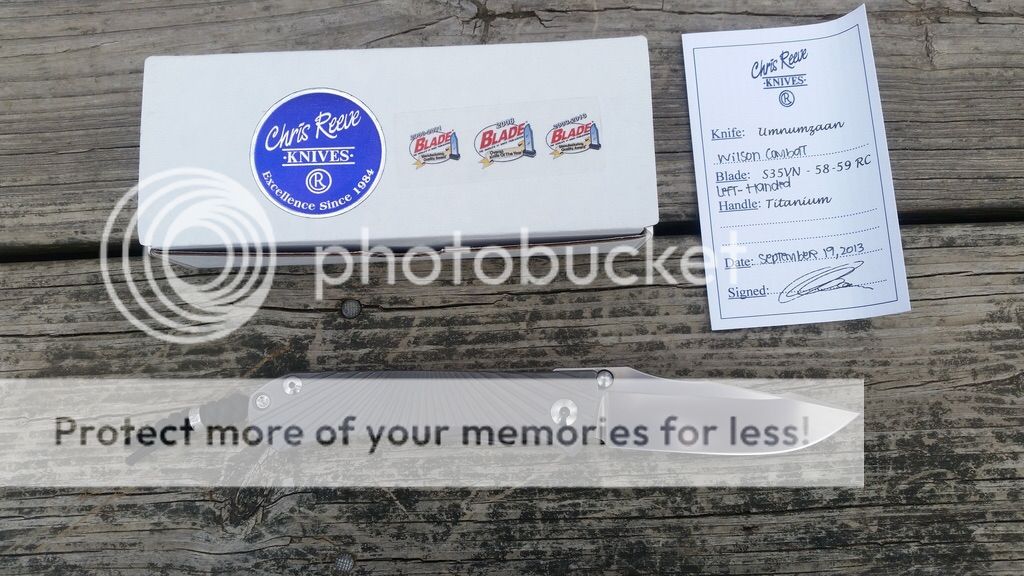 Chris Reeve
KNIVES
®
Excellence Since 1984
BLADE
2008
BLADE
BLADE
Chris Reeve
KNIVES
®
Knife: Umnumzaan
Wilson Combat
Blade: S35VN - 58-59 RC
Left-Handed
Handle: Titanium
Date: September 19, 2013
Signed:
photobucket
Protect more of your memories for less!